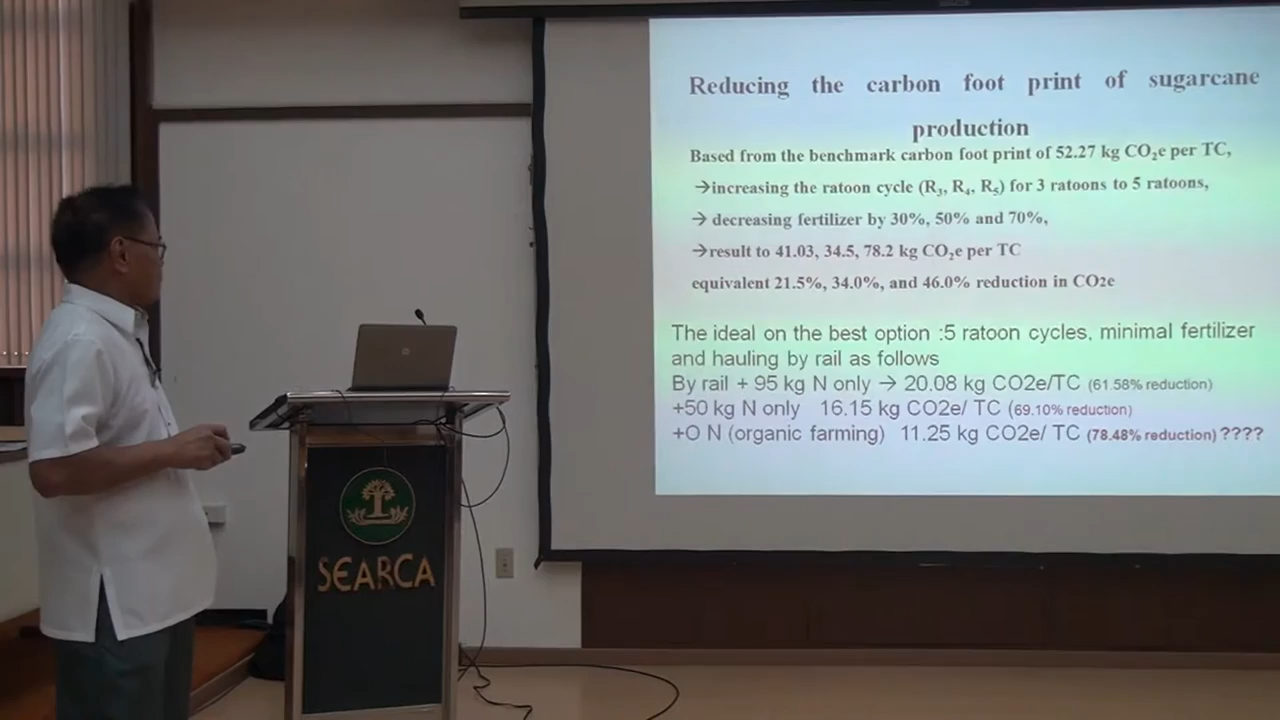 Reducing the carbon foot print of sugarcane
production
Based from the benchmark carbon foot print of 52.27 kg CO₂e per TC,
→increasing the ratoon cycle (R₃, R₄, R₅) for 3 ratoons to 5 ratoons,
→ decreasing fertilizer by 30%, 50% and 70%,
→result to 41.03, 34.5, 78.2 kg CO₂e per TC
equivalent 21.5%, 34.0%, and 46.0% reduction in CO2e
The ideal on the best option :5 ratoon cycles, minimal fertilizer
and hauling by rail as follows
By rail + 95 kg N only → 20.08 kg CO2e/TC (61.58% reduction)
+50 kg N only 16.15 kg CO2e/ TC (69.10% reduction)
+O N (organic farming) 11.25 kg CO2e/ TC (78.48% reduction) ????
SEARCA